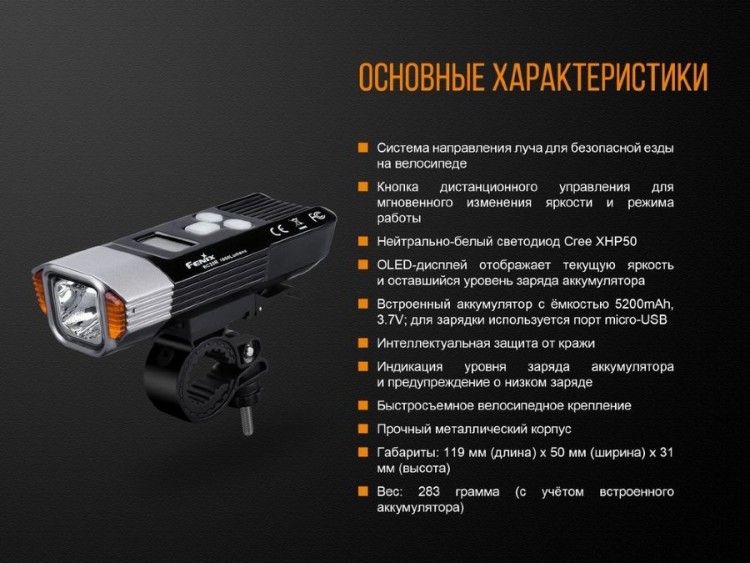 ОСНОВНЫЕ ХАРАКТЕРИСТИКИ
Система направления луча для безопасной езды
на велосипеде
Кнопка дистанционного управления для
мгновенного изменения яркости и режима
работы
Нейтрально-белый светодиод Cree XHP50
OLED-дисплей отображает текущую яркость
и оставшийся уровень заряда аккумулятора
Встроенный аккумулятор с ёмкостью 5200mAh,
3.7V; для зарядки используется порт micro-USB
Интеллектуальная защита от кражи
Индикация уровня заряда аккумулятора
и предупреждение о низком заряде
Быстросъемное велосипедное крепление
Прочный металлический корпус
Габариты: 119 мм (длина) х 50 мм (ширина) х 31
мм (высота)
Вес: 283 грамма (с учётом встроенного
аккумулятора)
FENIX
CE FC